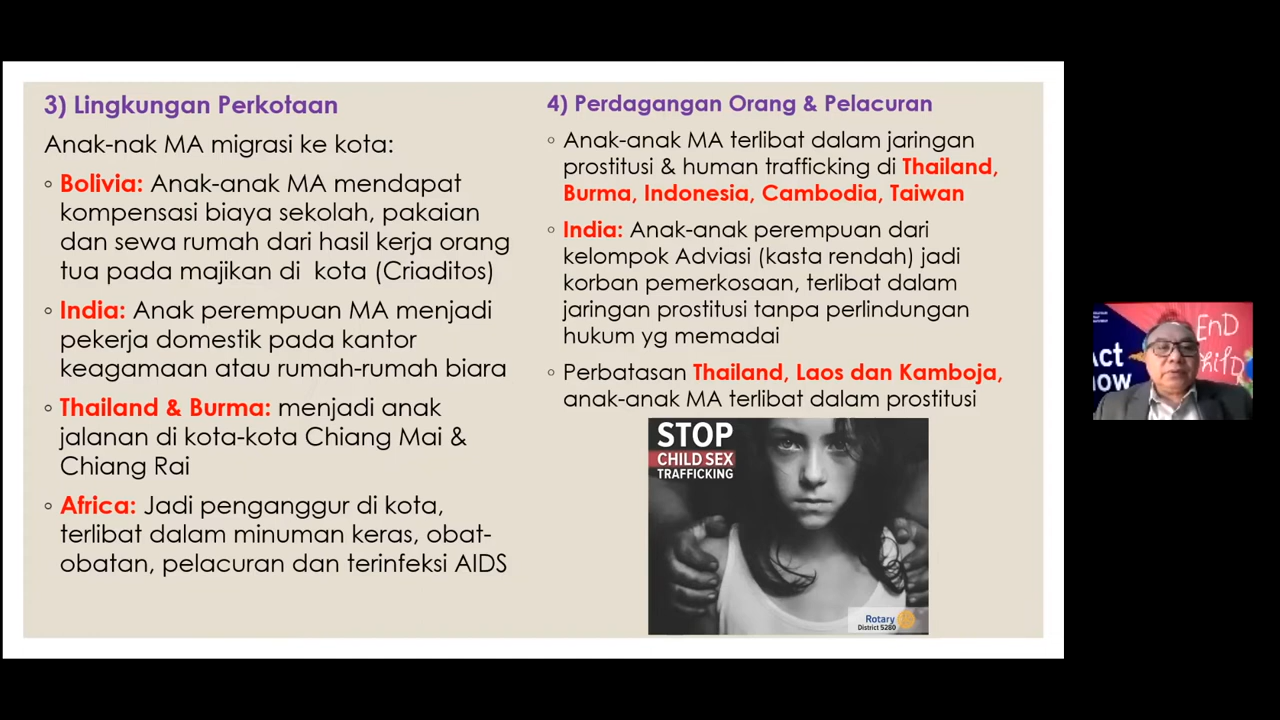 3) Lingkungan Perkotaan
Anak-nak MA migrasi ke kota:
◦ Bolivia: Anak-anak MA mendapat
kompensasi biaya sekolah, pakaian
dan sewa rumah dari hasil kerja orang
tua pada majikan di kota (Criaditos)
◦ India: Anak perempuan MA menjadi
pekerja domestik pada kantor
keagamaan atau rumah-rumah biara
◦ Thailand & Burma: menjadi anak
jalanan di kota-kota Chiang Mai &
Chiang Rai
◦ Africa: Jadi penganggur di kota,
terlibat dalam minuman keras, obat-
obatan, pelacuran dan terinfeksi AIDS
4) Perdagangan Orang & Pelacuran
◦ Anak-anak MA terlibat dalam jaringan
prostitusi & human trafficking di Thailand,
Burma, Indonesia, Cambodia, Taiwan
◦ India: Anak-anak perempuan dari
kelompok Adviasi (kasta rendah) jadi
korban pemerkosaan, terlibat dalam
jaringan prostitusi tanpa perlindungan
hukum yg memadai
◦ Perbatasan Thailand, Laos dan Kamboja,
anak-anak MA terlibat dalam prostitusi
STOP
CHILD SEX
TRAFFICKING
Rotary
District 5280
EnD